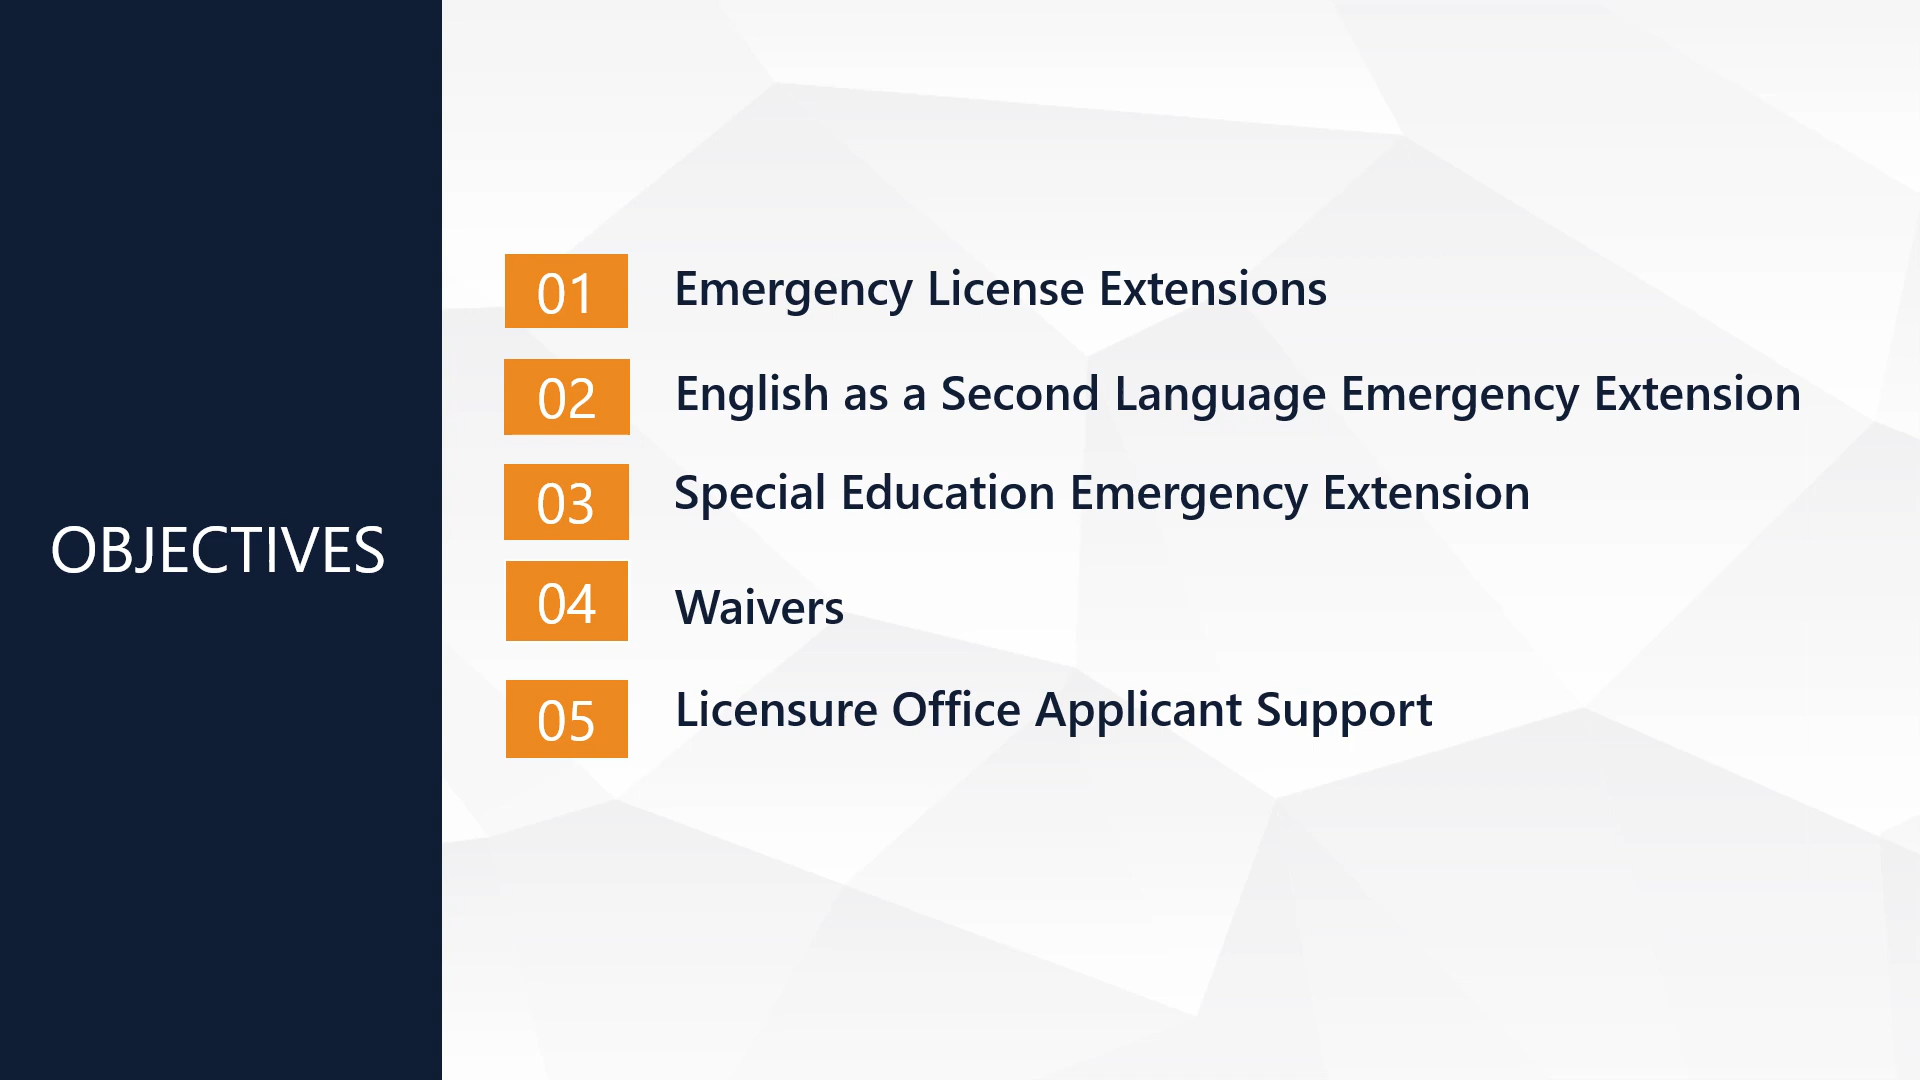 OBJECTIVES
01 Emergency License Extensions
02 English as a Second Language Emergency Extension
03 Special Education Emergency Extension
04 Waivers
05 Licensure Office Applicant Support